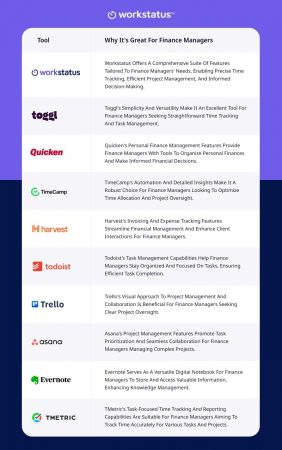 workstatus
Tool Why It's Great For Finance Managers
workstatus
Workstatus Offers A Comprehensive Suite Of Features
Tailored To Finance Managers' Needs, Enabling Precise Time
Tracking, Efficient Project Management, And Informed
Decision-Making.
toggl
Toggl's Simplicity And Versatility Make It An Excellent Tool For
Finance Managers Seeking Straightforward Time Tracking
And Task Management.
Quicken
Quicken's Personal Finance Management Features Provide
Finance Managers With Tools To Organize Personal Finances
And Make Informed Financial Decisions.
TimeCamp
TimeCamp's Automation And Detailed Insights Make It A
Robust Choice For Finance Managers Looking To Optimize
Time Allocation And Project Oversight.
harvest
Harvest's Invoicing And Expense Tracking Features
Streamline Financial Management And Enhance Client
Interactions For Finance Managers.
todoist
Todoist's Task Management Capabilities Help Finance
Managers Stay Organized And Focused On Tasks, Ensuring
Efficient Task Completion.
Trello
Trello's Visual Approach To Project Management And
Collaboration Is Beneficial For Finance Managers Seeking
Clear Project Oversight.
asana
Asana's Project Management Features Promote Task
Prioritization And Seamless Collaboration For Finance
Managers Managing Complex Projects.
Evernote
Evernote Serves As A Versatile Digital Notebook For Finance
Managers To Store And Access Valuable Information,
Enhancing Knowledge Management.
TMETRIC
TMetric's Task-Focused Time Tracking And Reporting
Capabilities Are Suitable For Finance Managers Aiming To
Track Time Accurately For Various Tasks And Projects.